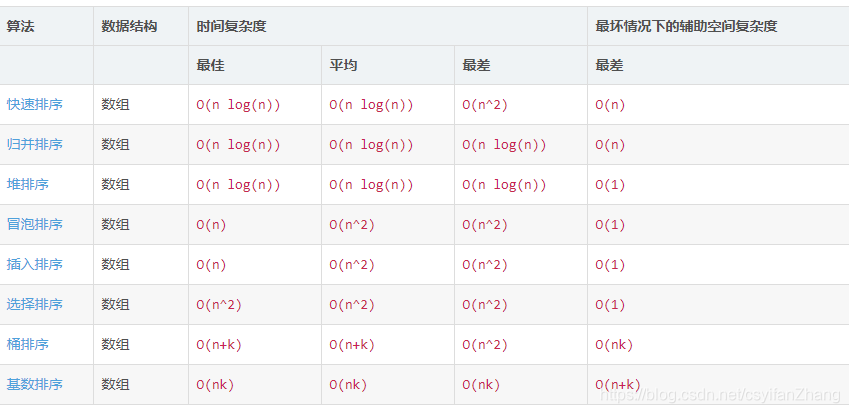 算法 数据结构 时间复杂度 最坏情况下的辅助空间复杂度
最佳 平均 最差 最差
快速排序 数组 O(n log(n)) O(n log(n)) O(n^2) O(n)
归并排序 数组 O(n log(n)) O(n log(n)) O(n log(n)) O(n)
堆排序 数组 O(n log(n)) O(n log(n)) O(n log(n)) O(1)
冒泡排序 数组 O(n) O(n^2) O(n^2) O(1)
插入排序 数组 O(n) O(n^2) O(n^2) O(1)
选择排序 数组 O(n^2) O(n^2) O(n^2) O(1)
桶排序 数组 O(n+k) O(n+k) O(n^2) O(nk)
基数排序 数组 O(nk) O(nk) O(nk) O(n+k)
https://blog.csdn.net/csyifanZhang